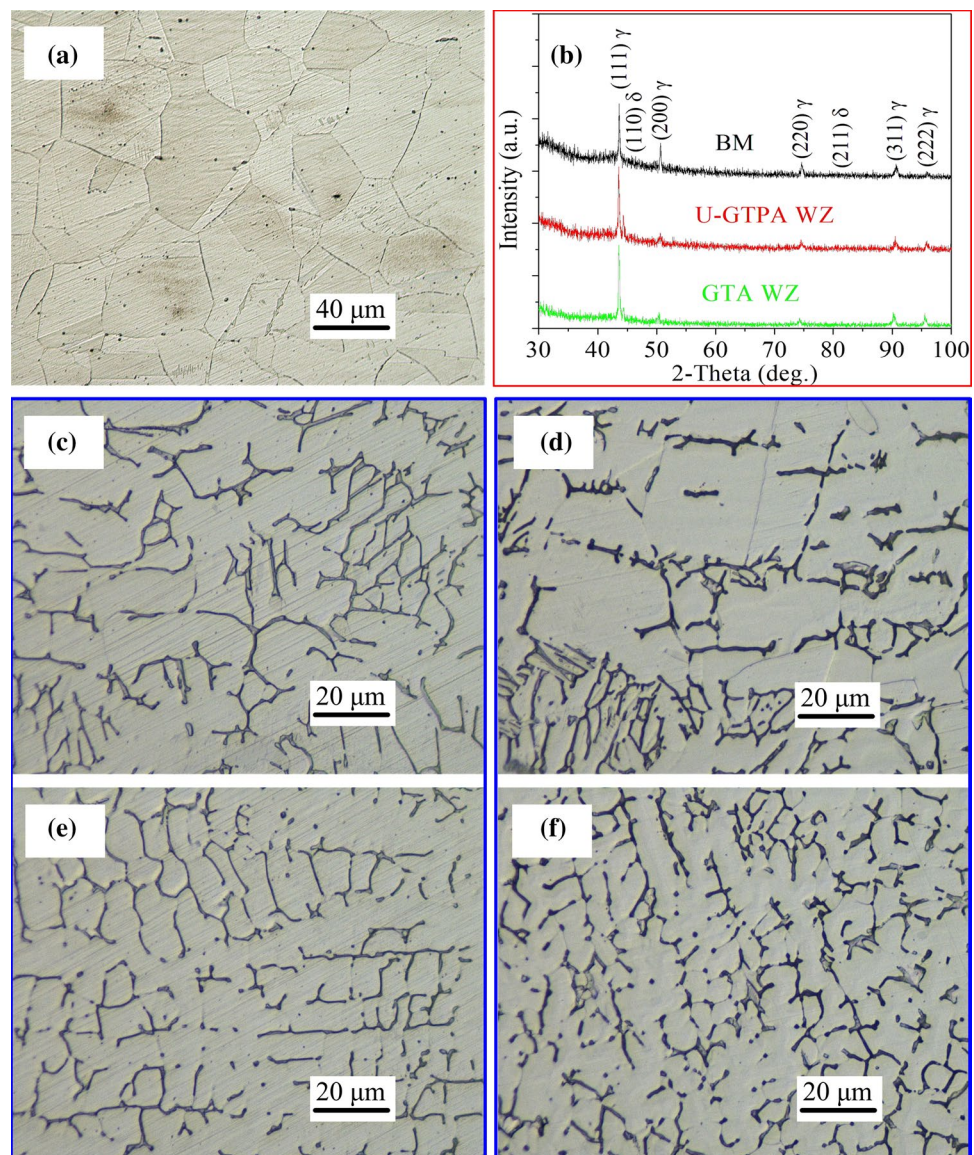 (a)
40 μm
(b)
Intensity (a.u.)
(111) γ
(110) δ
(200) γ
(220) γ
(211) δ
(311) γ
(222) γ
BM
U-GTPA WZ
GTA WZ
30 40 50 60 70 80 90 100
2-Theta (deg.)
(c)
20 μm
(d)
20 μm
(e)
20 μm
(f)
20 μm